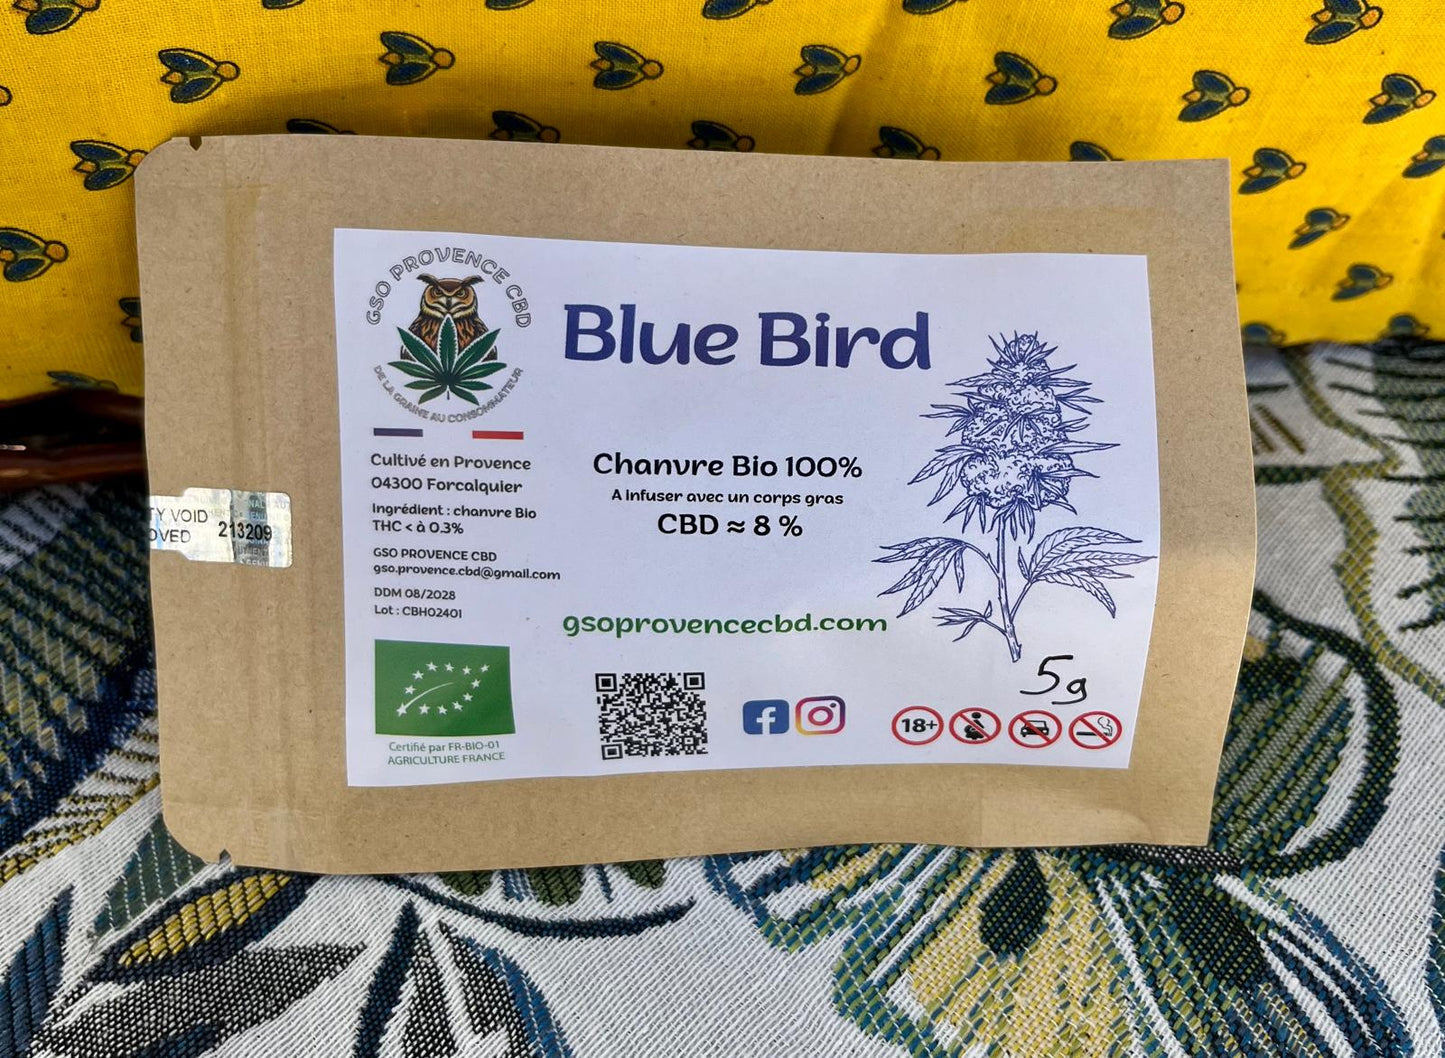 GSO PROVENCE CBD
DE LA GRAINE AU CONSOMMATEUR
Blue Bird
Cultivé en Provence
04300 Forcalquier
Ingrédient : chanvre Bio
THC < à 0.3%
GSO PROVENCE CBD
gso.provence.cbd@gmail.com
DDM 08/2028
Lot : CBH02401
Chanvre Bio 100%
A infuser avec un corps gras
CBD ≈ 8 %
gsoprovencecbd.com
5g
18+
Certifié par FR-BIO-01
AGRICULTURE FRANCE
TY VOID
OVED
213209